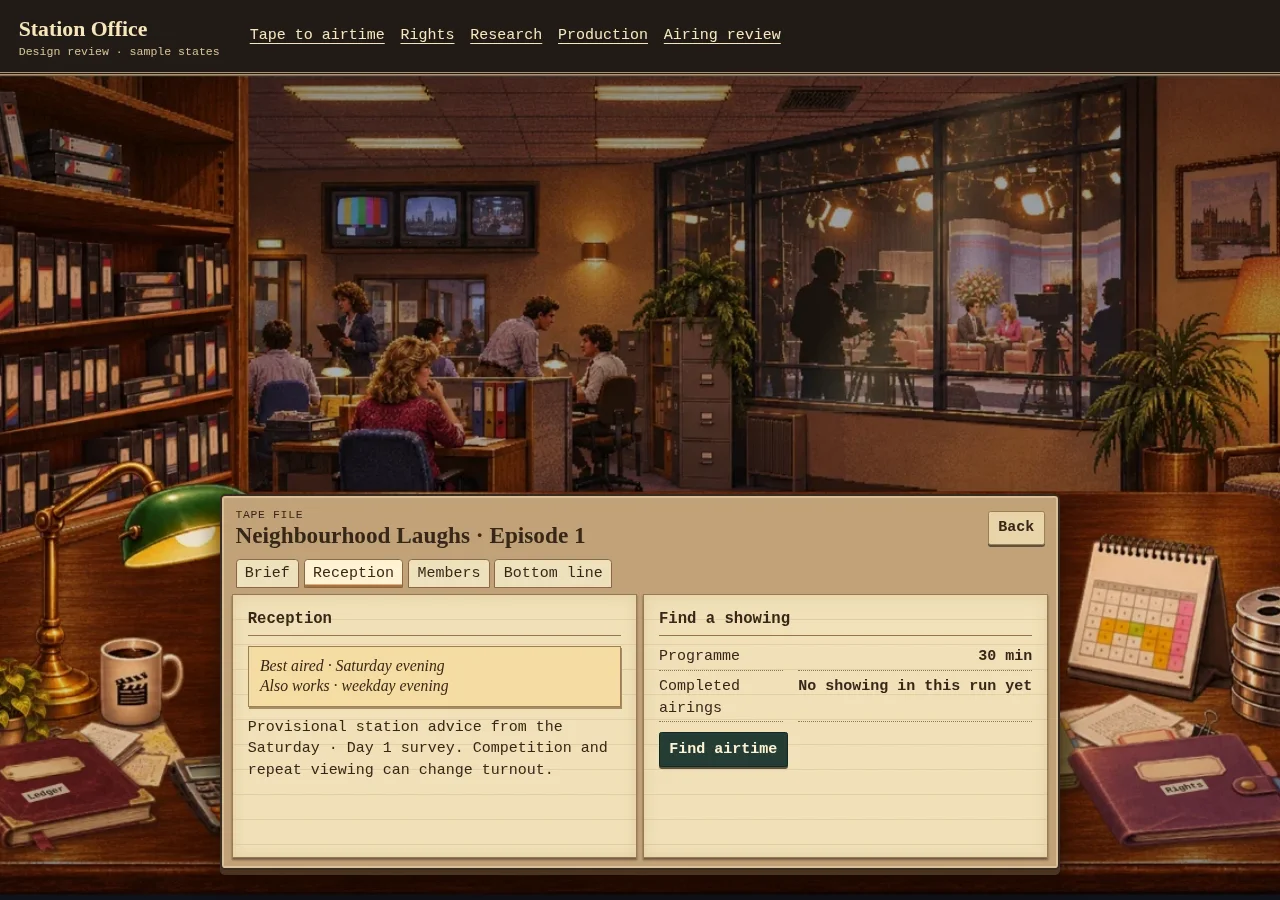 Station Office
Design review · sample states
Tape to airtime Rights Research Production Airing review
TAPE FILE
Neighbourhood Laughs · Episode 1
Back
Brief Reception Members Bottom line
Reception
Best aired · Saturday evening
Also works · weekday evening
Provisional station advice from the
Saturday · Day 1 survey. Competition and
repeat viewing can change turnout.
Find a showing
Programme 30 min
Completed No showing in this run yet
airings
Find airtime
Ledger
Rights